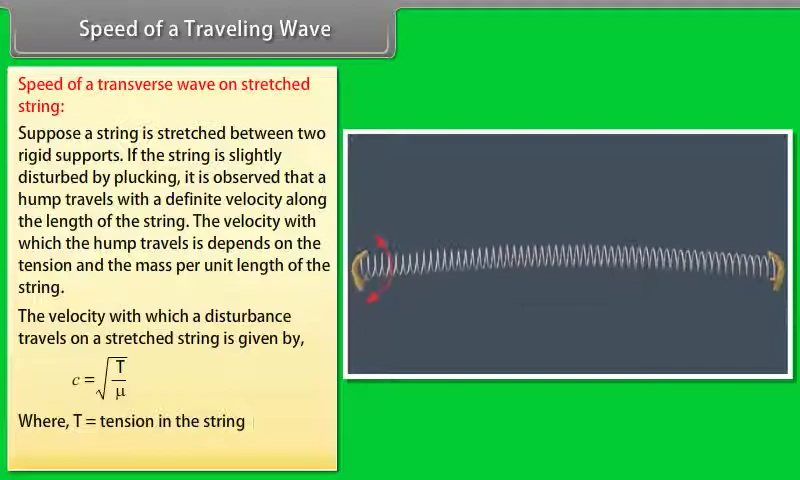 Speed of a Traveling Wave
Speed of a transverse wave on stretched
string:
Suppose a string is stretched between two
rigid supports. If the string is slightly
disturbed by plucking, it is observed that a
hump travels with a definite velocity along
the length of the string. The velocity with
which the hump travels is depends on the
tension and the mass per unit length of the
string.
The velocity with which a disturbance
travels on a stretched string is given by,
c = √(T/μ)
Where, T = tension in the string